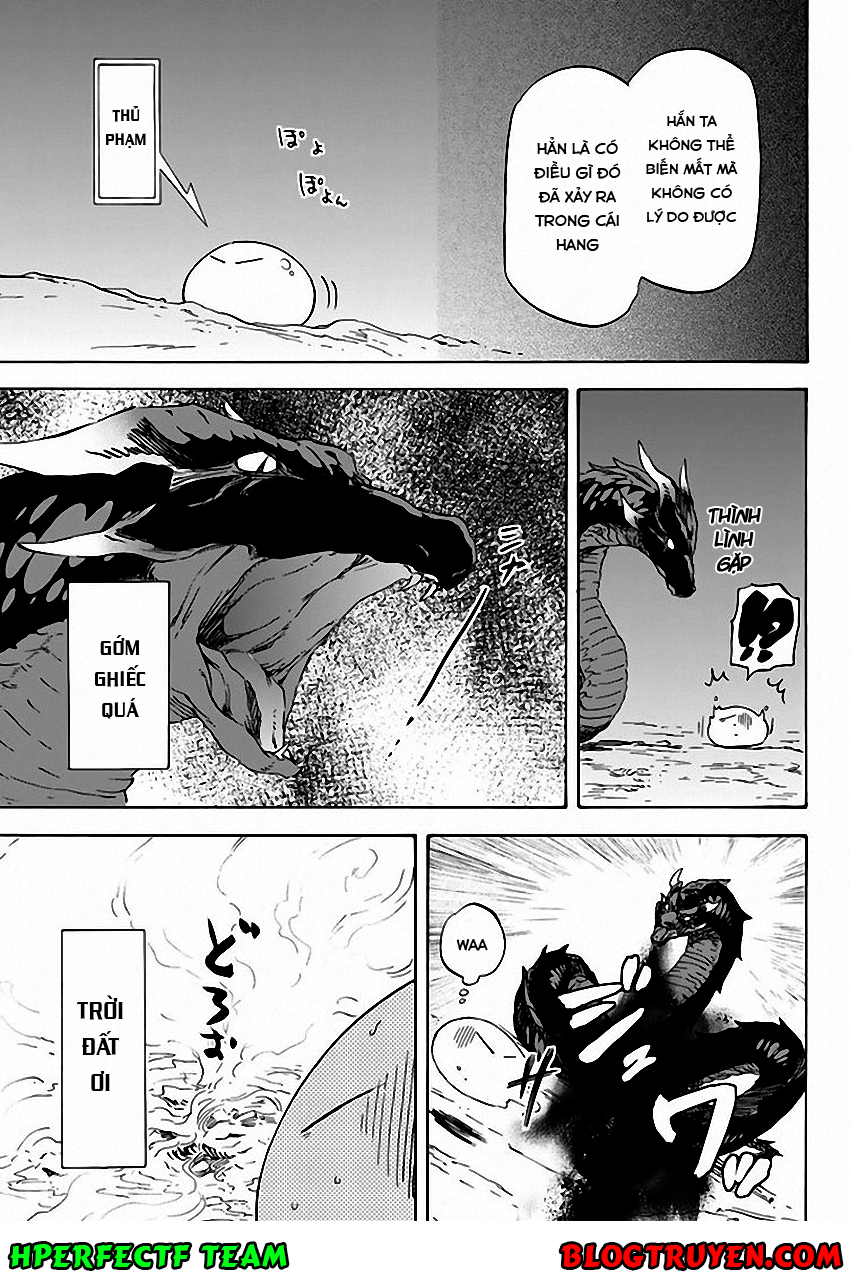 HẮN TA
KHÔNG THỂ
BIẾN MẤT MÀ
KHÔNG CÓ
LÝ DO ĐƯỢC
HẲN LÀ CÓ
ĐIỀU GÌ ĐÓ
ĐÃ XẢY RA
TRONG CÁI
HANG
ぽよ
ぽよん
THỦ
PHẠM
THÌNH
LÌNH
GẶP
!?
GỚM
GHIẾC
QUÁ
WAA
どろぉ
TRỜI
ĐẤT
ƠI
HPERFECTF TEAM
BLOGTRUYEN.COM